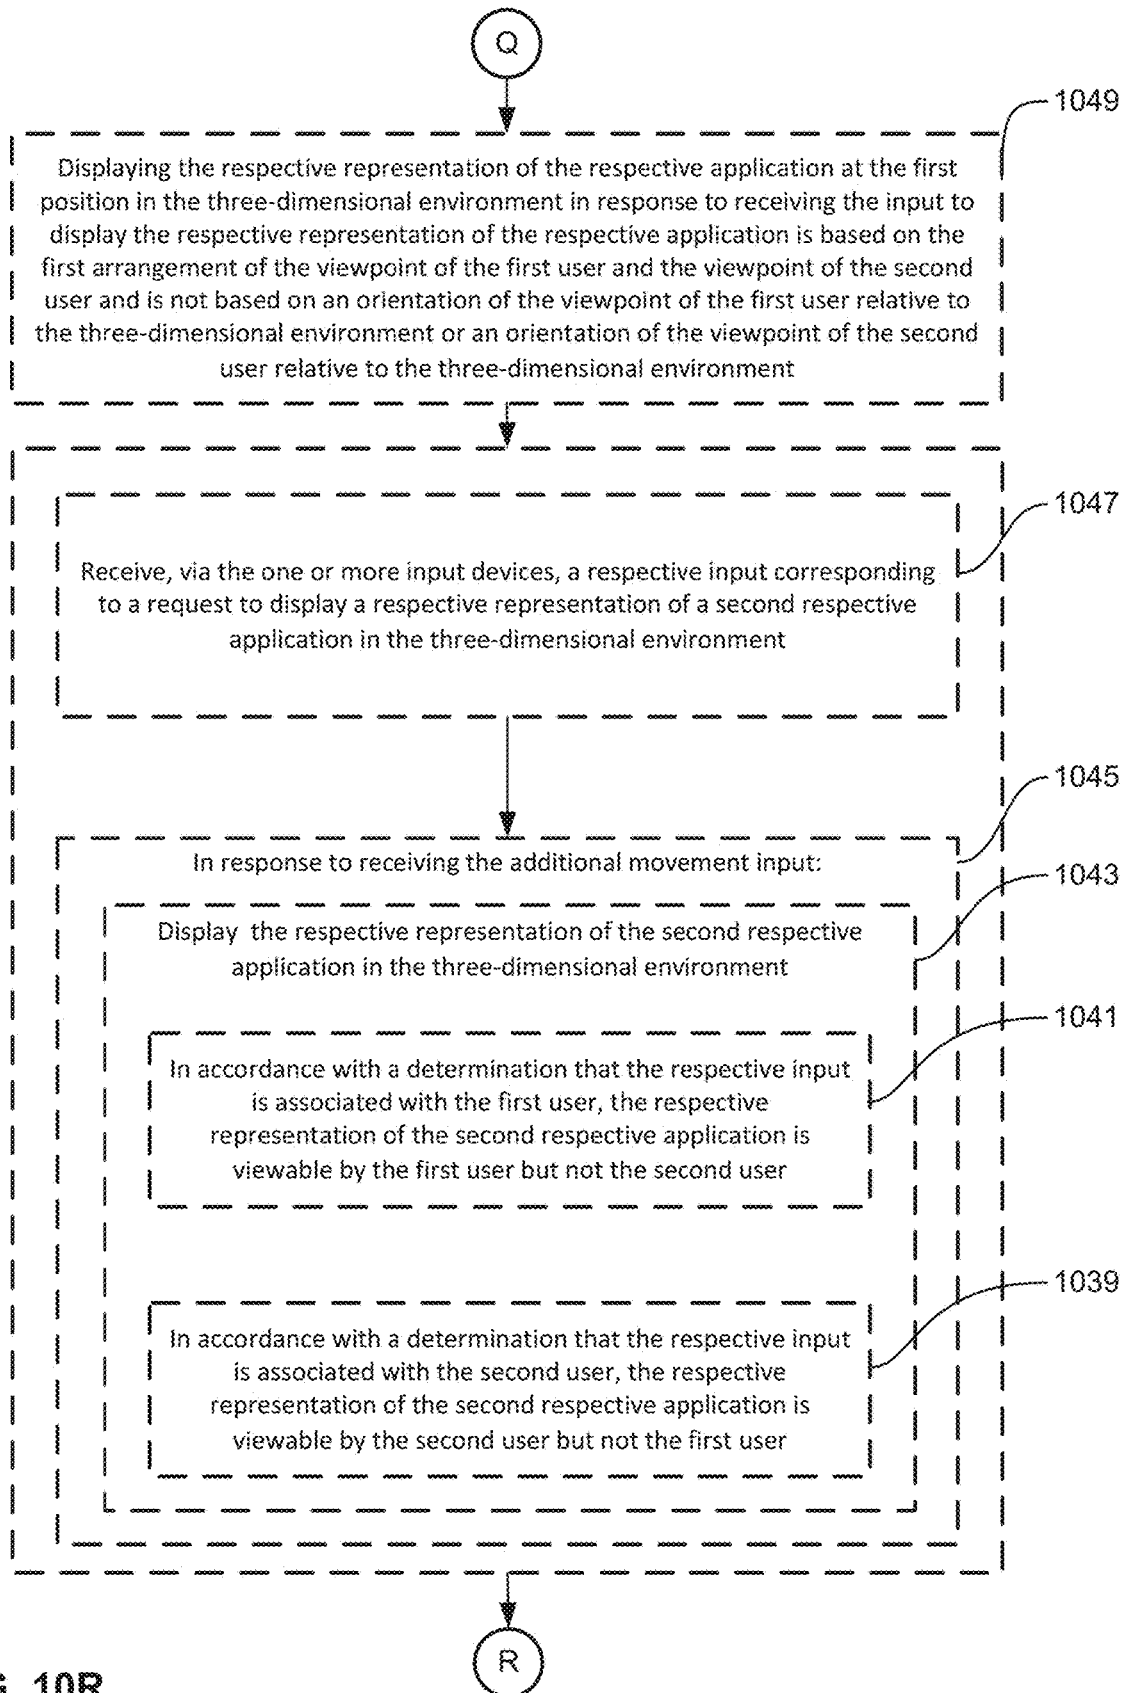 Q
1049
Displaying the respective representation of the respective application at the first
position in the three-dimensional environment in response to receiving the input to
display the respective representation of the respective application is based on the
first arrangement of the viewpoint of the first user and the viewpoint of the second
user and is not based on an orientation of the viewpoint of the first user relative to
the three-dimensional environment or an orientation of the viewpoint of the second
user relative to the three-dimensional environment
1047
Receive, via the one or more input devices, a respective input corresponding
to a request to display a respective representation of a second respective
application in the three-dimensional environment
1045
In response to receiving the additional movement input:
1043
Display the respective representation of the second respective
application in the three-dimensional environment
1041
In accordance with a determination that the respective input
is associated with the first user, the respective
representation of the second respective application is
viewable by the first user but not the second user
1039
In accordance with a determination that the respective input
is associated with the second user, the respective
representation of the second respective application is
viewable by the second user but not the first user
R
10R